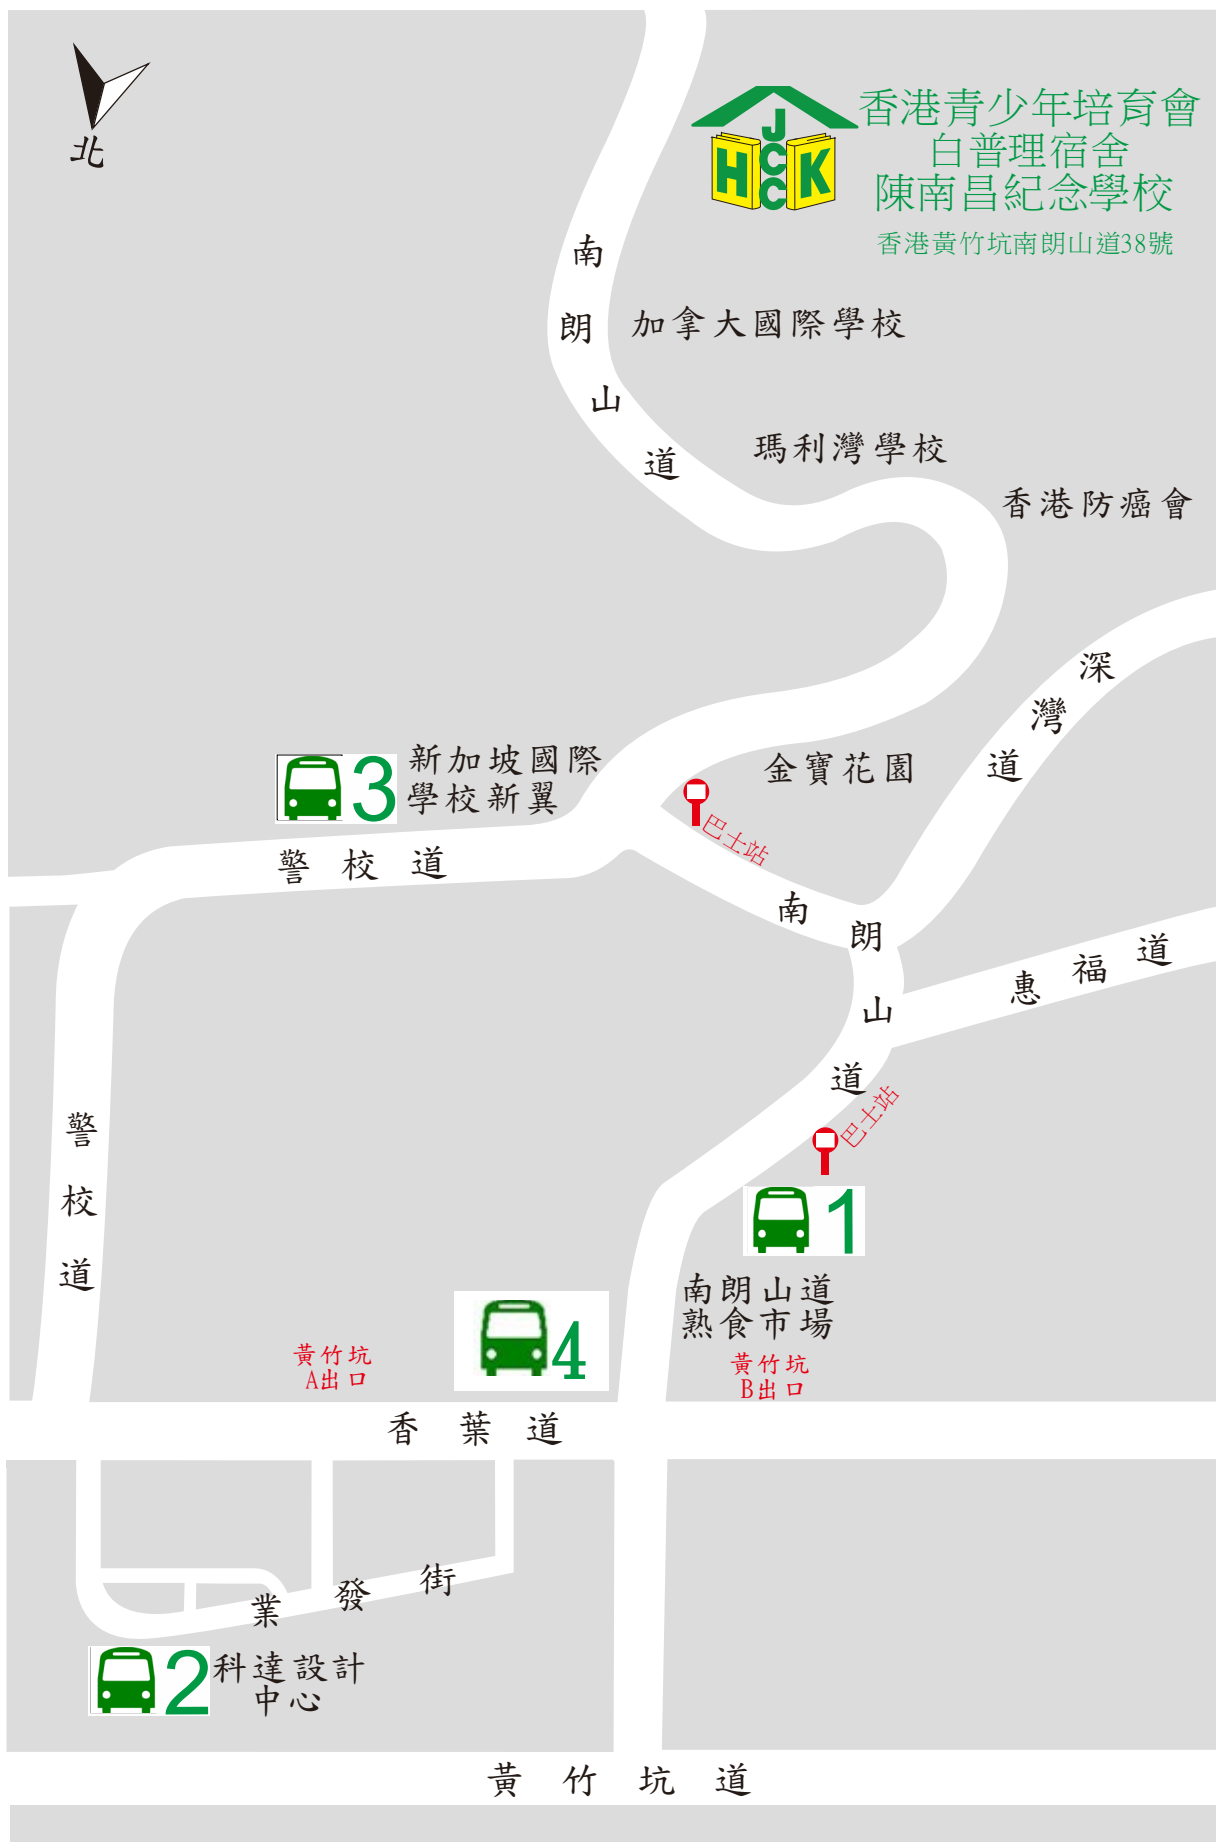 北
香港青少年培育會
白普理宿舍
陳南昌紀念學校
香港黃竹坑南朗山道38號
J
C
C
H K
南朗山道
加拿大國際學校
瑪利灣學校
香港防癌會
深灣道
3
新加坡國際
學校新翼
金寶花園
巴士站
警校道
南朗山道
惠福道
巴士站
警校道
1
南朗山道
熟食市場
4
黃竹坑
A出口
黃竹坑
B出口
香葉道
業發街
2
科達設計
中心
黃竹坑道